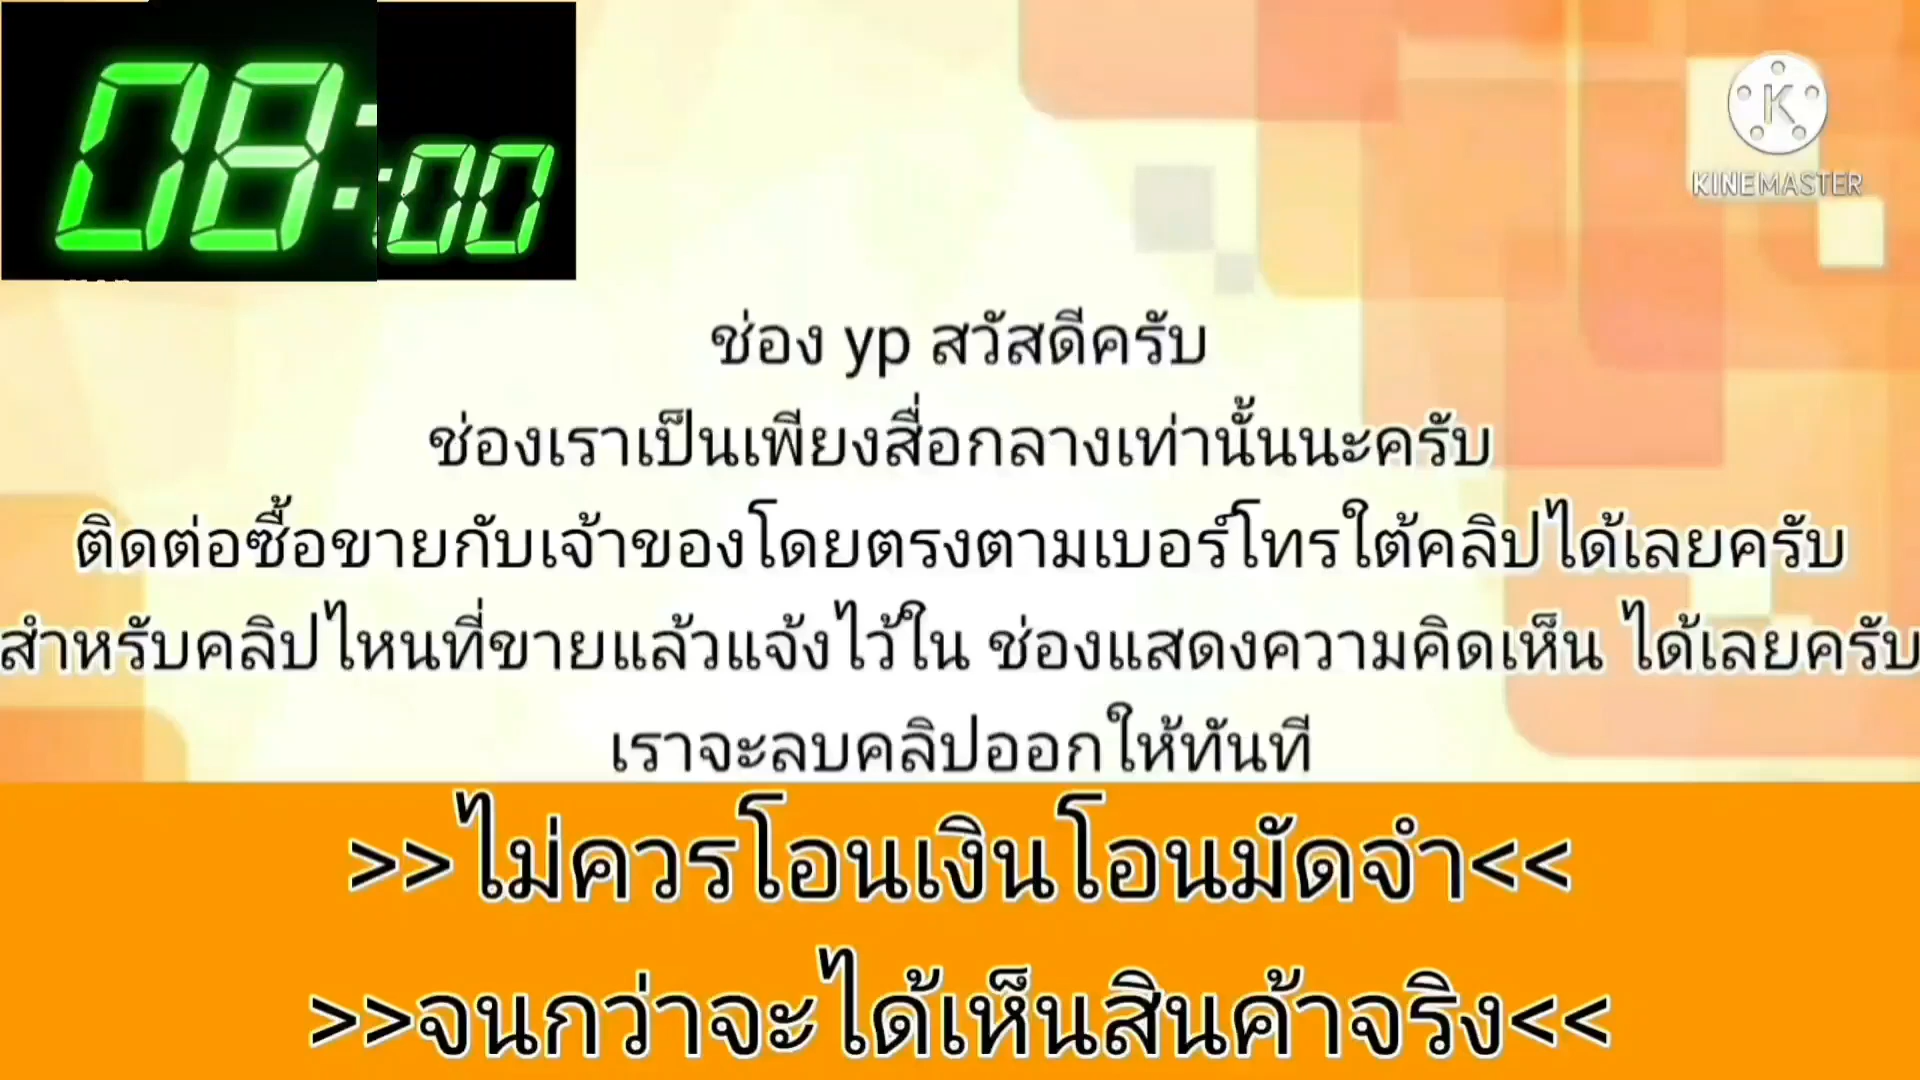 08:00
KINEMASTER
ช่อง yp สวัสดีครับ
ช่องเราเป็นเพียงสื่อกลางเท่านั้นนะครับ
ติดต่อซื้อขายกับเจ้าของโดยตรงตามเบอร์โทรใต้คลิปได้เลยครับ
สำหรับคลิปไหนที่ขายแล้วแจ้งไว้ใน ช่องแสดงความคิดเห็น ได้เลยครับ
เราจะลบคลิปออกให้ทันที
>>ไม่ควรโอนเงินโอนมัดจำ<<
>>จนกว่าจะได้เห็นสินค้าจริง<<